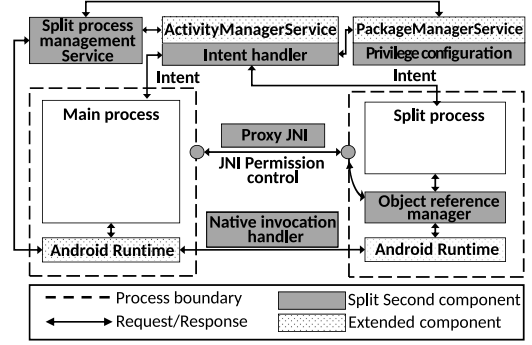 Split process
management
Service
ActivityManagerService
Intent handler
PackageManagerService
Privilege configuration
Intent
Intent
Main process
Split process
Proxy JNI
JNI Permission
control
Object reference
manager
Native invocation
handler
Android Runtime
Android Runtime
Process boundary
Split Second component
Request/Response
Extended component